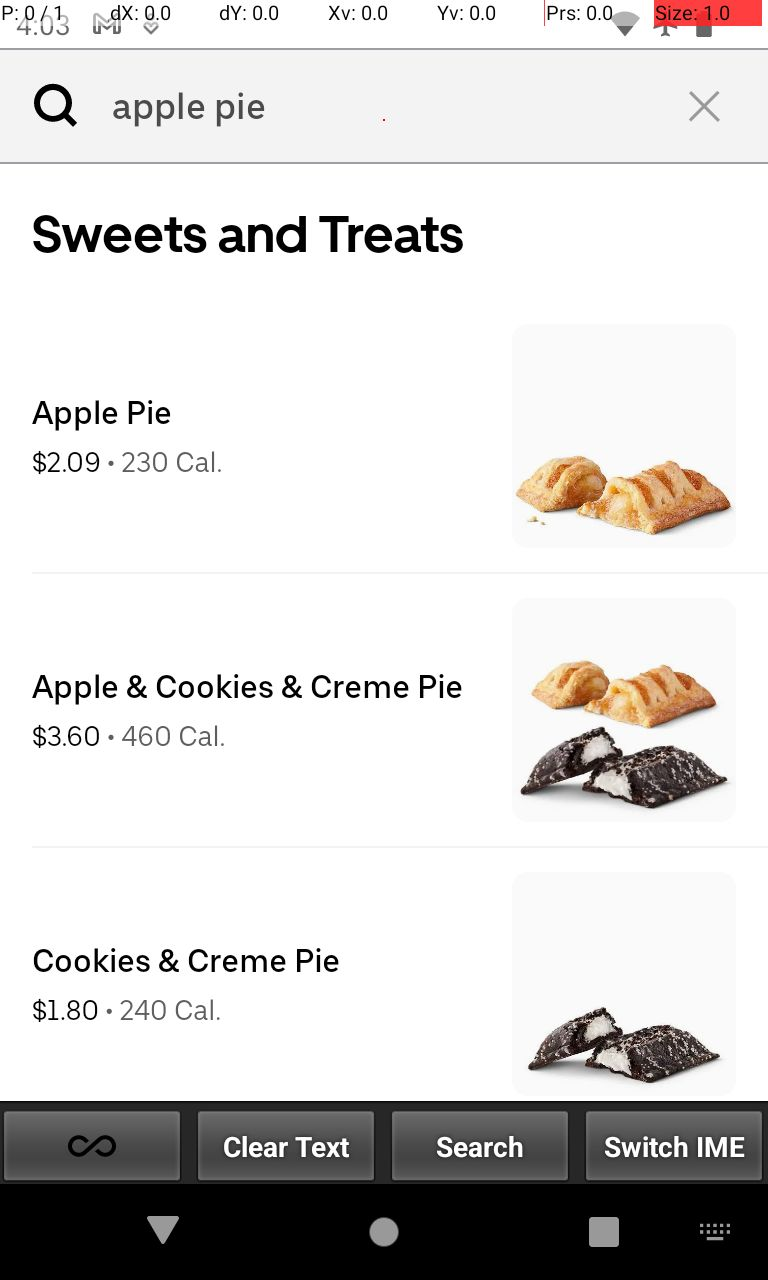 P: 0 / 1 dX: 0.0 dY: 0.0 Xv: 0.0 Yv: 0.0 Prs: 0.0 Size: 1.0
4:03
apple pie
Sweets and Treats
Apple Pie
$2.09 • 230 Cal.
Apple & Cookies & Creme Pie
$3.60 • 460 Cal.
Cookies & Creme Pie
$1.80 • 240 Cal.
Clear Text Search Switch IME